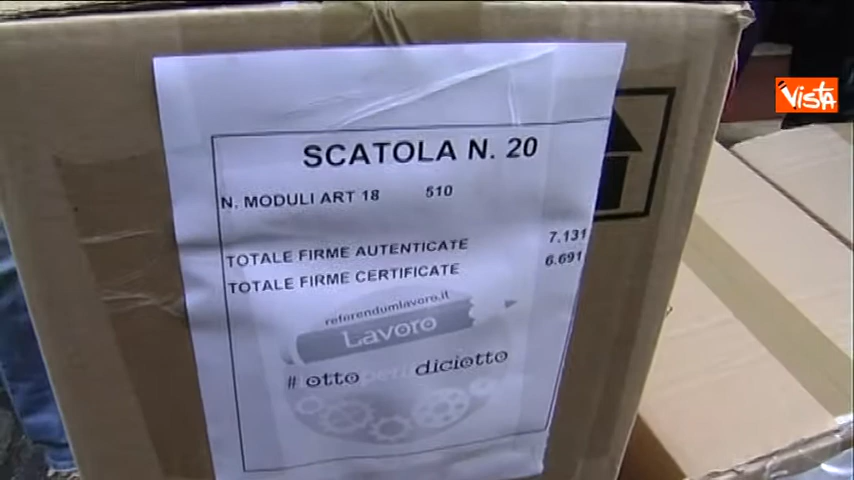 VISTA
SCATOLA N. 20
N. MODULI ART 18 510
TOTALE FIRME AUTENTICATE 7.131
TOTALE FIRME CERTIFICATE 6.691
referendumlavoro.it
Lavoro
# otto per il diciotto